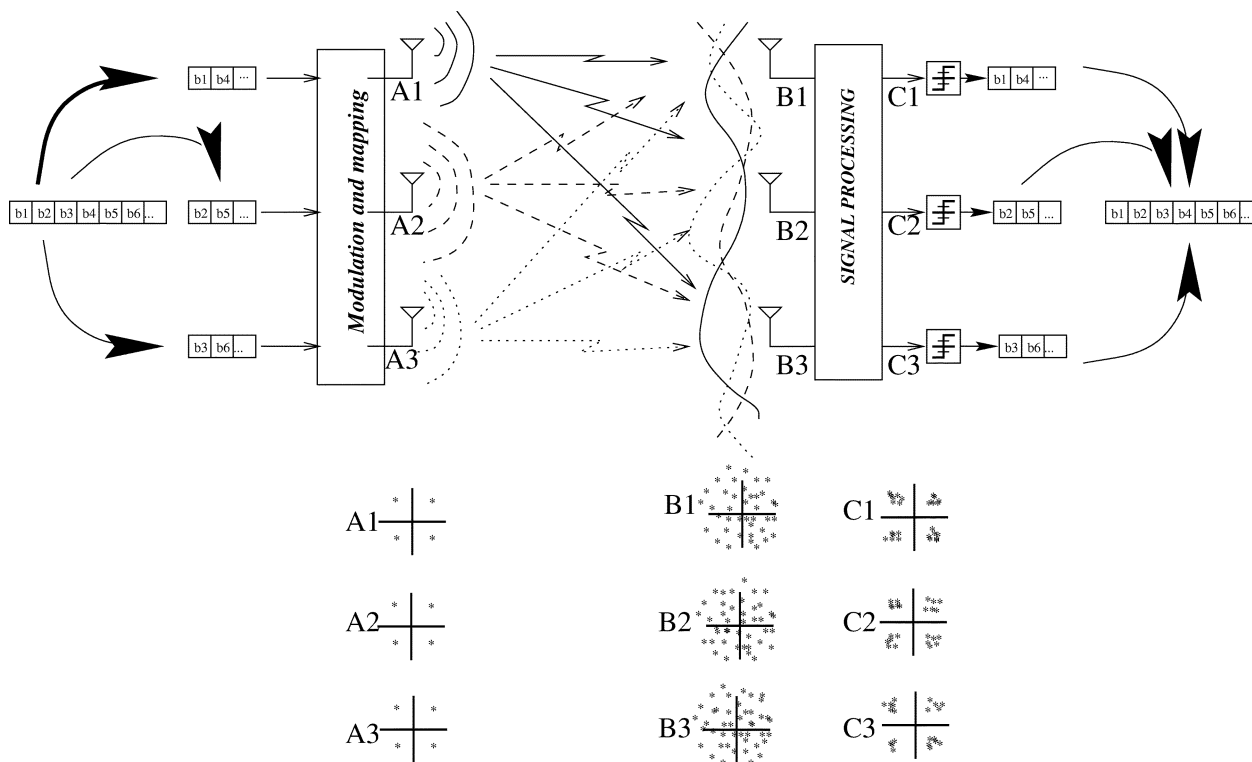 b1 b4 ...
A1
B1
C1
b1 b4 ...
b1 b2 b3 b4 b5 b6...
b2 b5 ...
Modulation and mapping
A2
B2
SIGNAL PROCESSING
C2
b2 b5 ...
b1 b2 b3 b4 b5 b6...
b3 b6...
A3
B3
C3
b3 b6...
A1
B1
C1
A2
B2
C2
A3
B3
C3